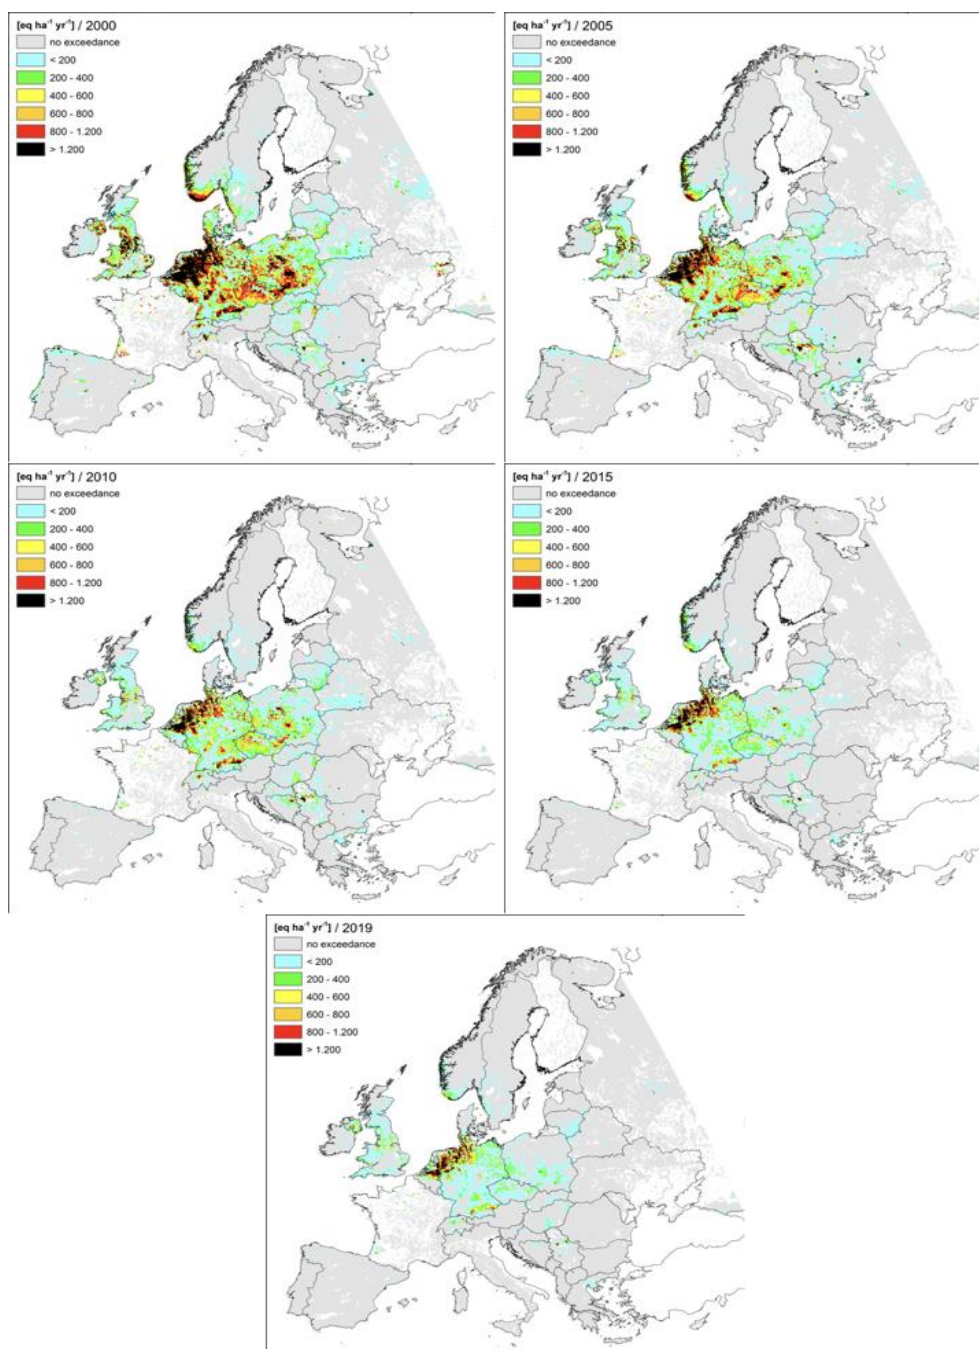 [eq ha⁻¹ yr⁻¹] / 2000
no exceedance
< 200
200 - 400
400 - 600
600 - 800
800 - 1.200
> 1.200
[eq ha⁻¹ yr⁻¹] / 2005
no exceedance
< 200
200 - 400
400 - 600
600 - 800
800 - 1.200
> 1.200
[eq ha⁻¹ yr⁻¹] / 2010
no exceedance
< 200
200 - 400
400 - 600
600 - 800
800 - 1.200
> 1.200
[eq ha⁻¹ yr⁻¹] / 2015
no exceedance
< 200
200 - 400
400 - 600
600 - 800
800 - 1.200
> 1.200
[eq ha⁻¹ yr⁻¹] / 2019
no exceedance
< 200
200 - 400
400 - 600
600 - 800
800 - 1.200
> 1.200